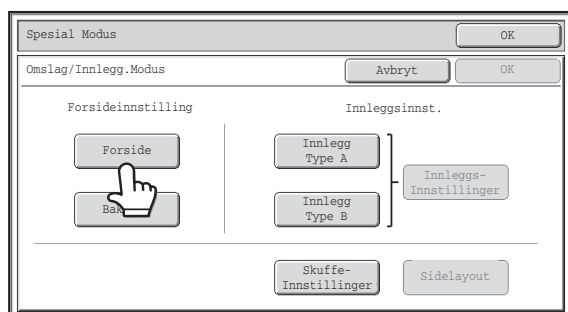 Spesial Modus
OK
Omslag/Innlegg.Modus
Avbryt
OK
Forsideinnstilling
Innleggsinnst.
Forside
Innlegg
Type A
Innleggs-
Innstillinger
Innlegg
Type B
Skuffe-
Innstillinger
Sidelayout